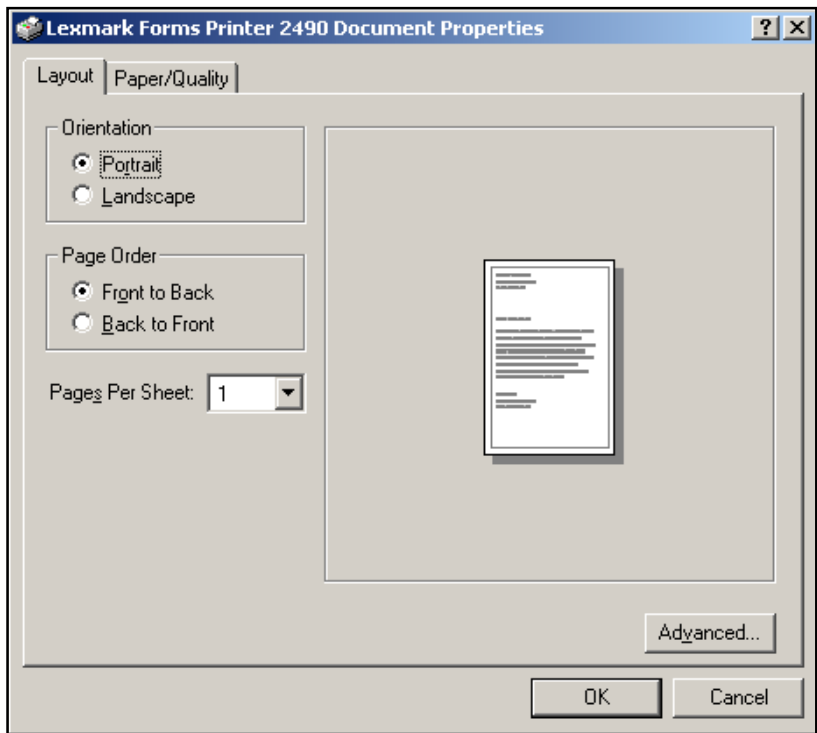 Lexmark Forms Printer 2490 Document Properties
Layout
Paper/Quality
Orientation
Portrait
Landscape
Page Order
Front to Back
Back to Front
Pages Per Sheet: 1
Advanced...
OK
Cancel